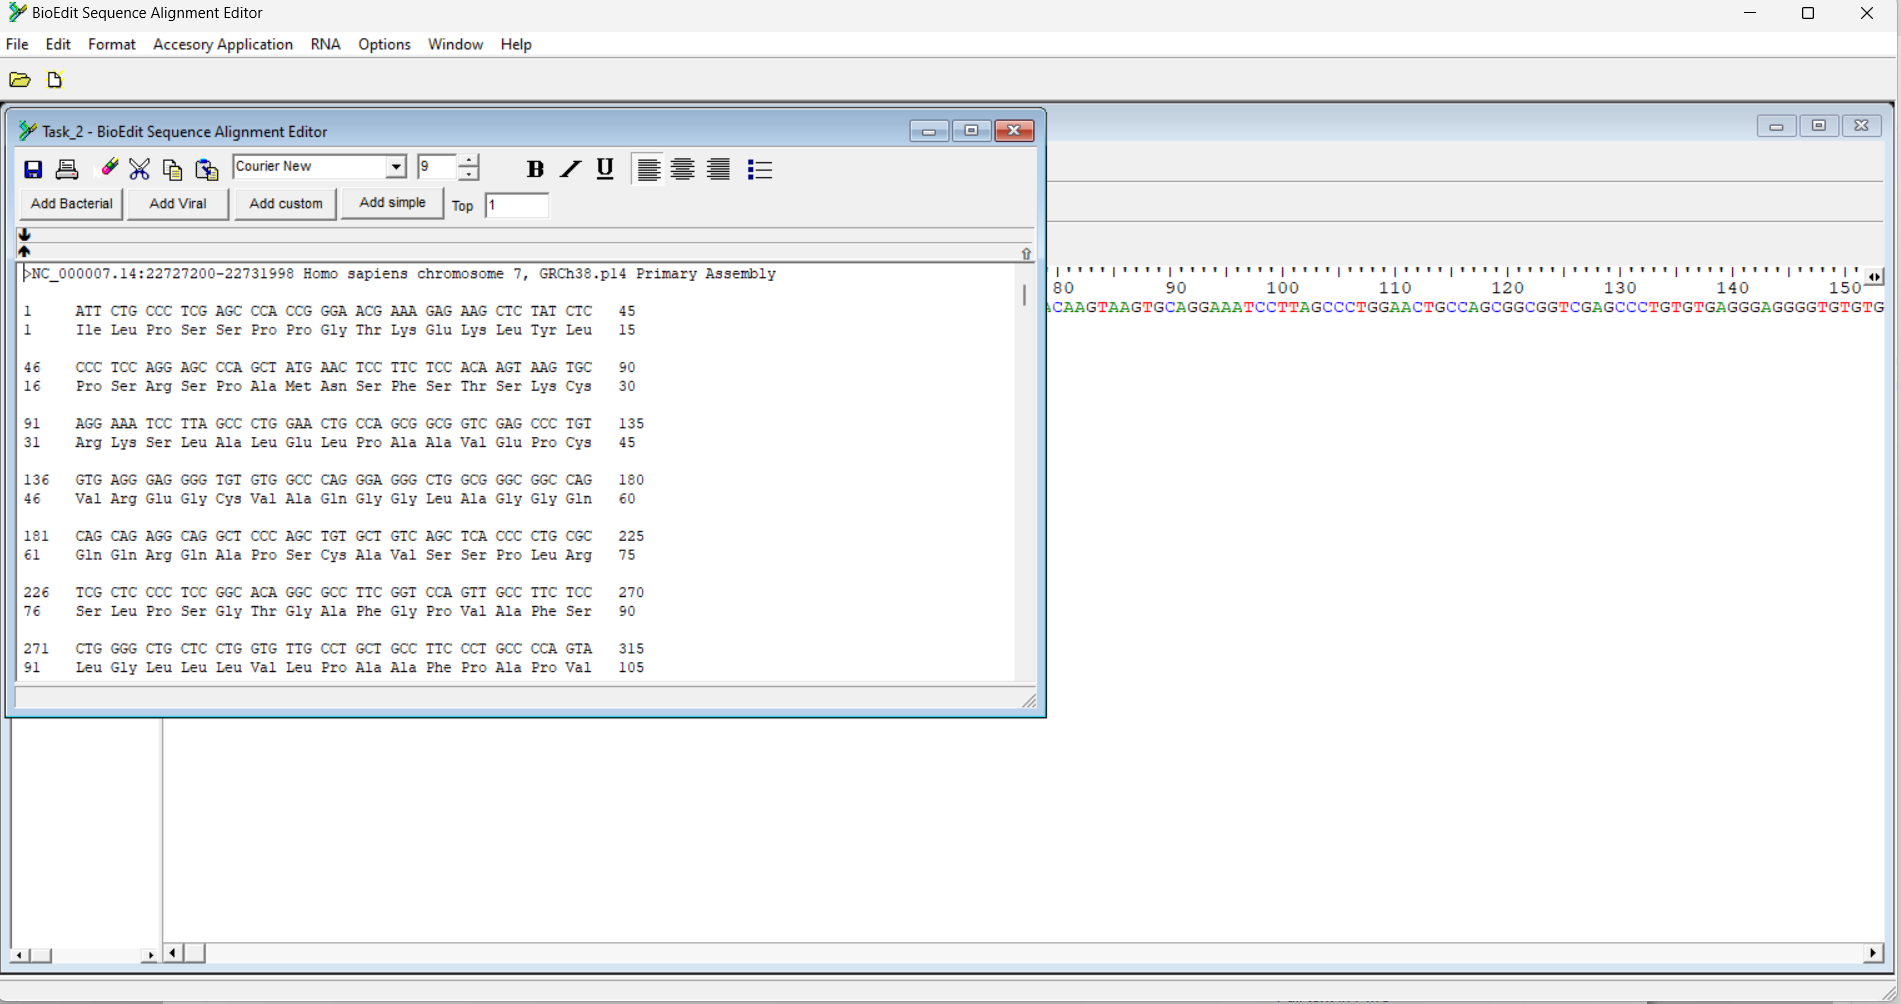 BioEdit Sequence Alignment Editor
File Edit Format Accesory Application RNA Options Window Help
Task_2 - BioEdit Sequence Alignment Editor
Courier New 9 B U
Add Bacterial Add Viral Add custom Add simple Top 1
>NC_000007.14:22727200-22731998 Homo sapiens chromosome 7, GRCh38.p14 Primary Assembly
1 ATT CTG CCC TCG AGC CCA CCG GGA ACG AAA GAG AAG CTC TAT CTC 45
1 Ile Leu Pro Ser Ser Pro Pro Gly Thr Lys Glu Lys Leu Tyr Leu 15
46 CCC TCC AGG AGC CCA GCT ATG AAC TCC TTC TCC ACA AGT AAG TGC 90
16 Pro Ser Arg Ser Pro Ala Met Asn Ser Phe Ser Thr Ser Lys Cys 30
91 AGG AAA TCC TTA GCC CTG GAA CTG CCA GCG GCG GTC GAG CCC TGT 135
31 Arg Lys Ser Leu Ala Leu Glu Leu Pro Ala Ala Val Glu Pro Cys 45
136 GTG AGG GAG GGG TGT GTG GCC CAG GGA GGG CTG GCG GGC GGC CAG 180
46 Val Arg Glu Gly Cys Val Ala Gln Gly Gly Leu Ala Gly Gly Gln 60
181 CAG CAG AGG CAG GCT CCC AGC TGT GCT GTC AGC TCA CCC CTG CGC 225
61 Gln Gln Arg Gln Ala Pro Ser Cys Ala Val Ser Ser Pro Leu Arg 75
226 TCG CTC CCC TCC GGC ACA GGC GCC TTC GGT CCA GTT GCC TTC TCC 270
76 Ser Leu Pro Ser Gly Thr Gly Ala Phe Gly Pro Val Ala Phe Ser 90
271 CTG GGG CTG CTC CTG GTG TTG CCT GCT GCC TTC CCT GCC CCA GTA 315
91 Leu Gly Leu Leu Leu Val Leu Pro Ala Ala Phe Pro Ala Pro Val 105
80 90 100 110 120 130 140 150
ACAAGTAAGTGCAGGAAATCCTTAGCCCTGGAACTGCCAGCGGCGGTCGAGCCCTGTGTGAGGGAGGGGTGTGTG